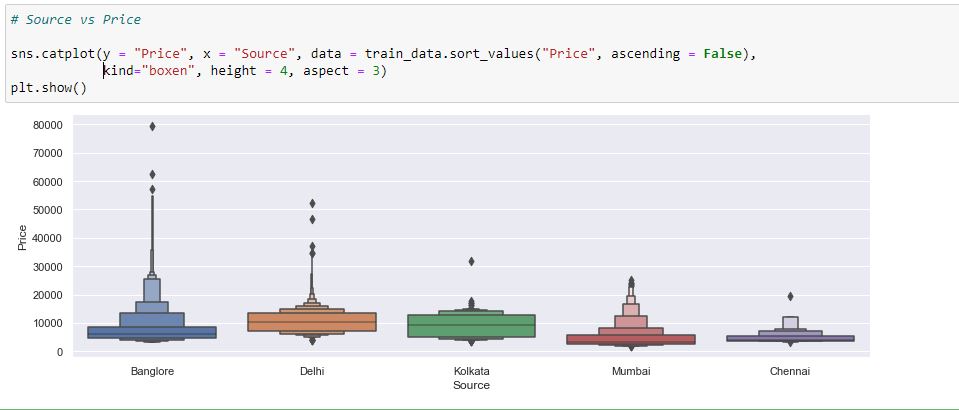 # Source vs Price
sns.catplot(y = "Price", x = "Source", data = train_data.sort_values("Price", ascending = False),
kind="boxen", height = 4, aspect = 3)
plt.show()
80000
70000
60000
50000
40000
30000
20000
10000
0
Price
Banglore Delhi Kolkata Mumbai Chennai
Source